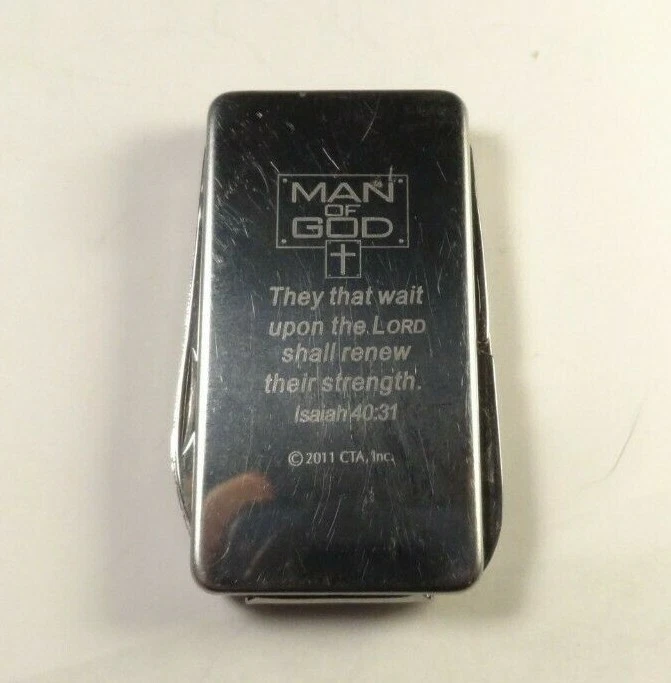 MAN
OF
GOD
They that wait
upon the LORD
shall renew
their strength.
Isaiah 40:31
© 2011 CTA, Inc.